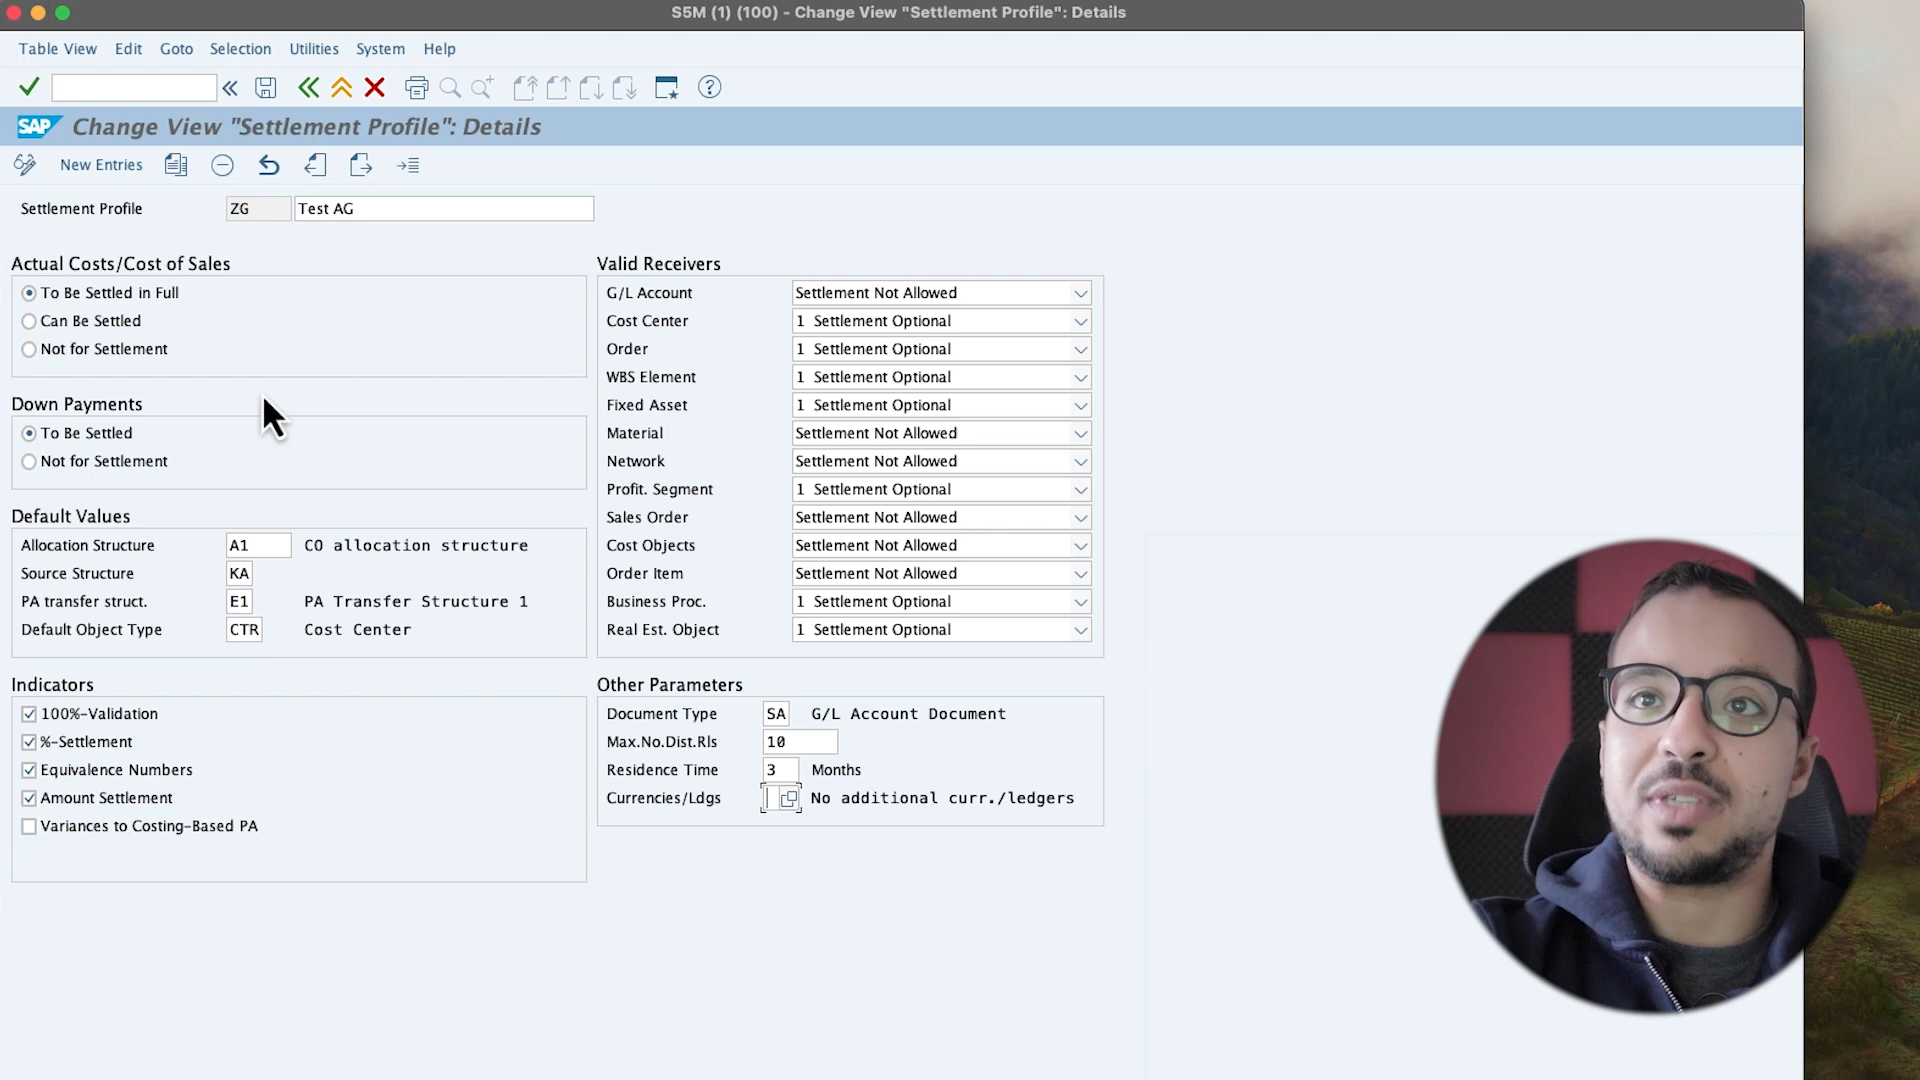 S5M (1) (100) - Change View "Settlement Profile": Details
Table View Edit Goto Selection Utilities System Help
SAP Change View "Settlement Profile": Details
New Entries
Settlement Profile ZG Test AG
Actual Costs/Cost of Sales
To Be Settled in Full
Can Be Settled
Not for Settlement
Down Payments
To Be Settled
Not for Settlement
Default Values
Allocation Structure A1 CO allocation structure
Source Structure KA
PA transfer struct. E1 PA Transfer Structure 1
Default Object Type CTR Cost Center
Indicators
100%-Validation
%-Settlement
Equivalence Numbers
Amount Settlement
Variances to Costing-Based PA
Valid Receivers
G/L Account Settlement Not Allowed
Cost Center 1 Settlement Optional
Order 1 Settlement Optional
WBS Element 1 Settlement Optional
Fixed Asset 1 Settlement Optional
Material Settlement Not Allowed
Network Settlement Not Allowed
Profit. Segment 1 Settlement Optional
Sales Order Settlement Not Allowed
Cost Objects Settlement Not Allowed
Order Item Settlement Not Allowed
Business Proc. 1 Settlement Optional
Real Est. Object 1 Settlement Optional
Other Parameters
Document Type SA G/L Account Document
Max.No.Dist.Rls 10
Residence Time 3 Months
Currencies/Ldgs No additional curr./ledgers